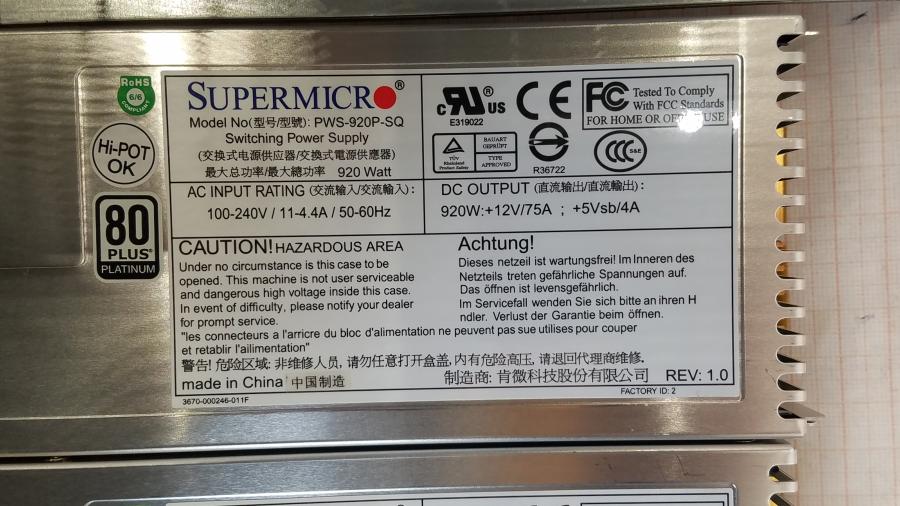 RoHS
6/6
COMPLIANT
Hi-POT
OK
80
PLUS®
PLATINUM
SUPERMICRO®
Model No(型号/型號): PWS-920P-SQ
Switching Power Supply
(交换式电源供应器/交換式電源供應器)
最大总功率/最大總功率 920 Watt
c RU® US
E319022
CE
FC Tested To Comply
With FCC Standards
FOR HOME OR OFFICE USE
TÜV
Rheinland
Product Safety
BAUART
GEPRÜFT
TYPE
APPROVED
R36722
CCC S&E
AC INPUT RATING (交流输入/交流輸入):
100-240V / 11-4.4A / 50-60Hz
DC OUTPUT (直流输出/直流輸出):
920W:+12V/75A ; +5Vsb/4A
CAUTION! HAZARDOUS AREA
Under no circumstance is this case to be
opened. This machine is not user serviceable
and dangerous high voltage inside this case.
In event of difficulty, please notify your dealer
for prompt service.
Achtung!
Dieses netzeil ist wartungsfrei! Im Inneren des
Netzteils treten gefährliche Spannungen auf.
Das öffnen ist levensgefährlich.
Im Servicefall wenden Sie sich bitte an ihren H
ndler. Verlust der Garantie beim öffnen.
"les connecteurs a l'arricre du bloc d'alimentation ne peuvent pas sue utilises pour couper
et retablir l'ailimentation"
警告! 危险区域: 非维修人员, 请勿任意打开盒盖, 内有危险高压, 请退回代理商维修.
made in China 中国制造
制造商: 肯微科技股份有限公司 REV: 1.0
3670-000246-011F
FACTORY ID: 2